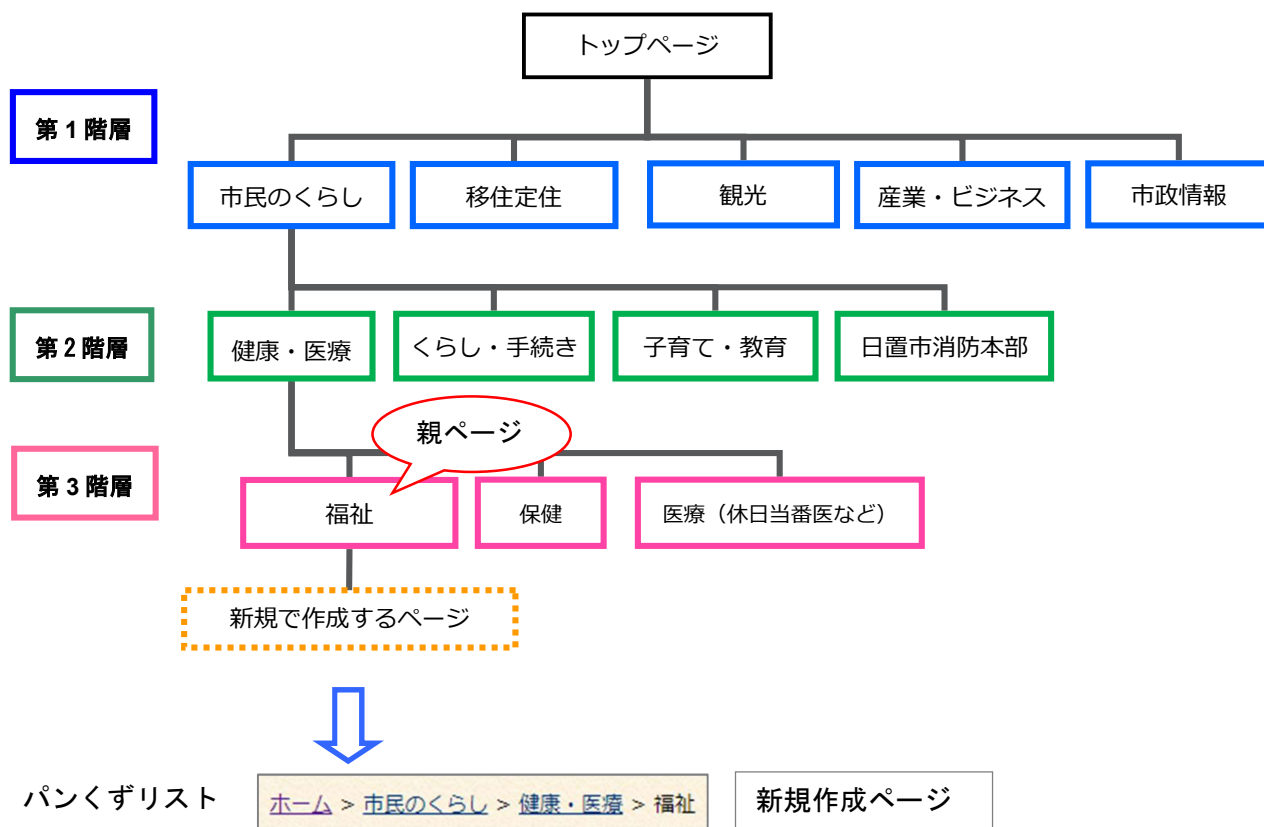 トップページ
第1階層
市民のくらし
移住定住
観光
産業・ビジネス
市政情報
第2階層
健康・医療
くらし・手続き
子育て・教育
日置市消防本部
親ページ
第3階層
福祉
保健
医療（休日当番医など）
新規で作成するページ
パンくずリスト
ホーム > 市民のくらし > 健康・医療 > 福祉
新規作成ページ